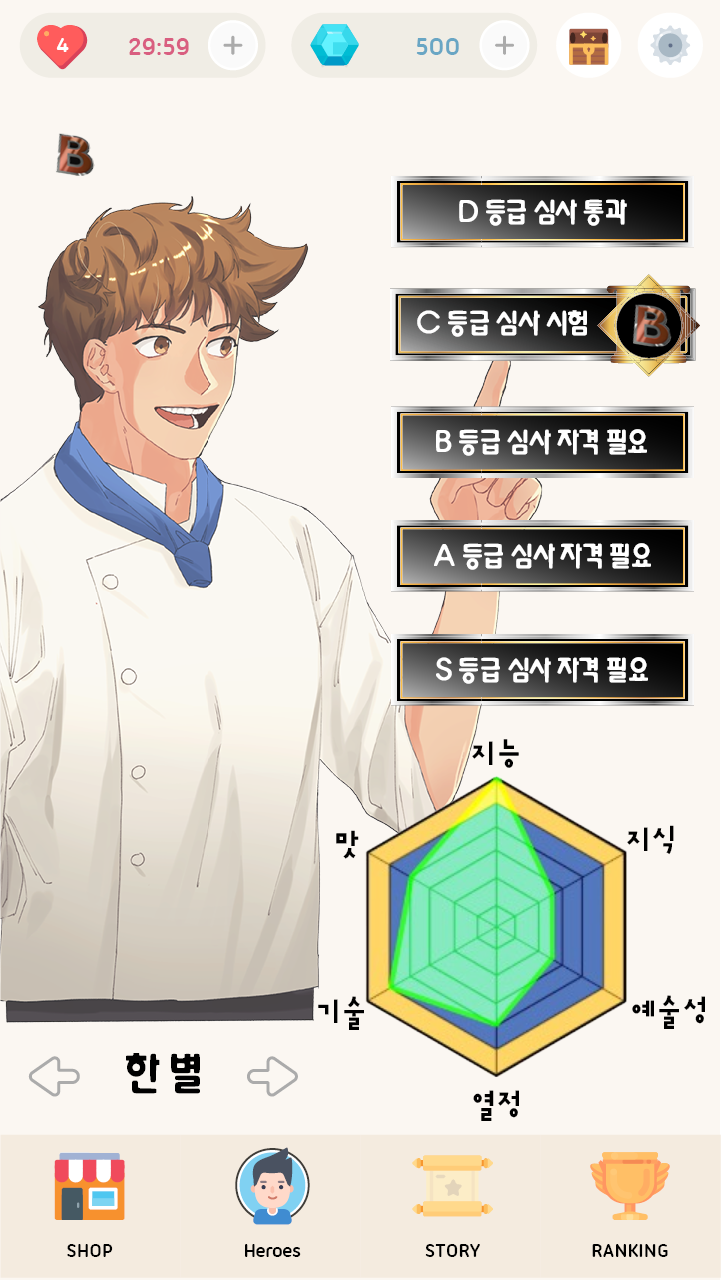 4
29:59
+
500
+
B
D 등급 심사 통과
C 등급 심사 시험
B
B 등급 심사 자격 필요
A 등급 심사 자격 필요
S 등급 심사 자격 필요
지능
맛
지식
기술
예술성
열정
한별
SHOP
Heroes
STORY
RANKING